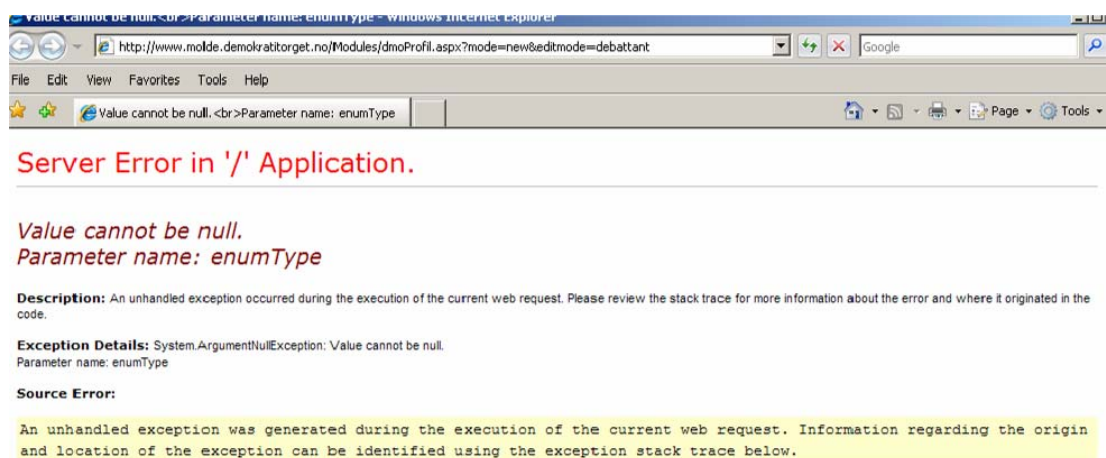 Value cannot be null.<br>Parameter name: enumType - Windows Internet Explorer
http://www.molde.demokratitorget.no/Modules/dmoProfil.aspx?mode=new&editmode=debattant
Google
File Edit View Favorites Tools Help
Value cannot be null.<br>Parameter name: enumType
Page Tools
Server Error in '/' Application.
Value cannot be null.
Parameter name: enumType
Description: An unhandled exception occurred during the execution of the current web request. Please review the stack trace for more information about the error and where it originated in the
code.
Exception Details: System.ArgumentNullException: Value cannot be null.
Parameter name: enumType
Source Error:
An unhandled exception was generated during the execution of the current web request. Information regarding the origin
and location of the exception can be identified using the exception stack trace below.